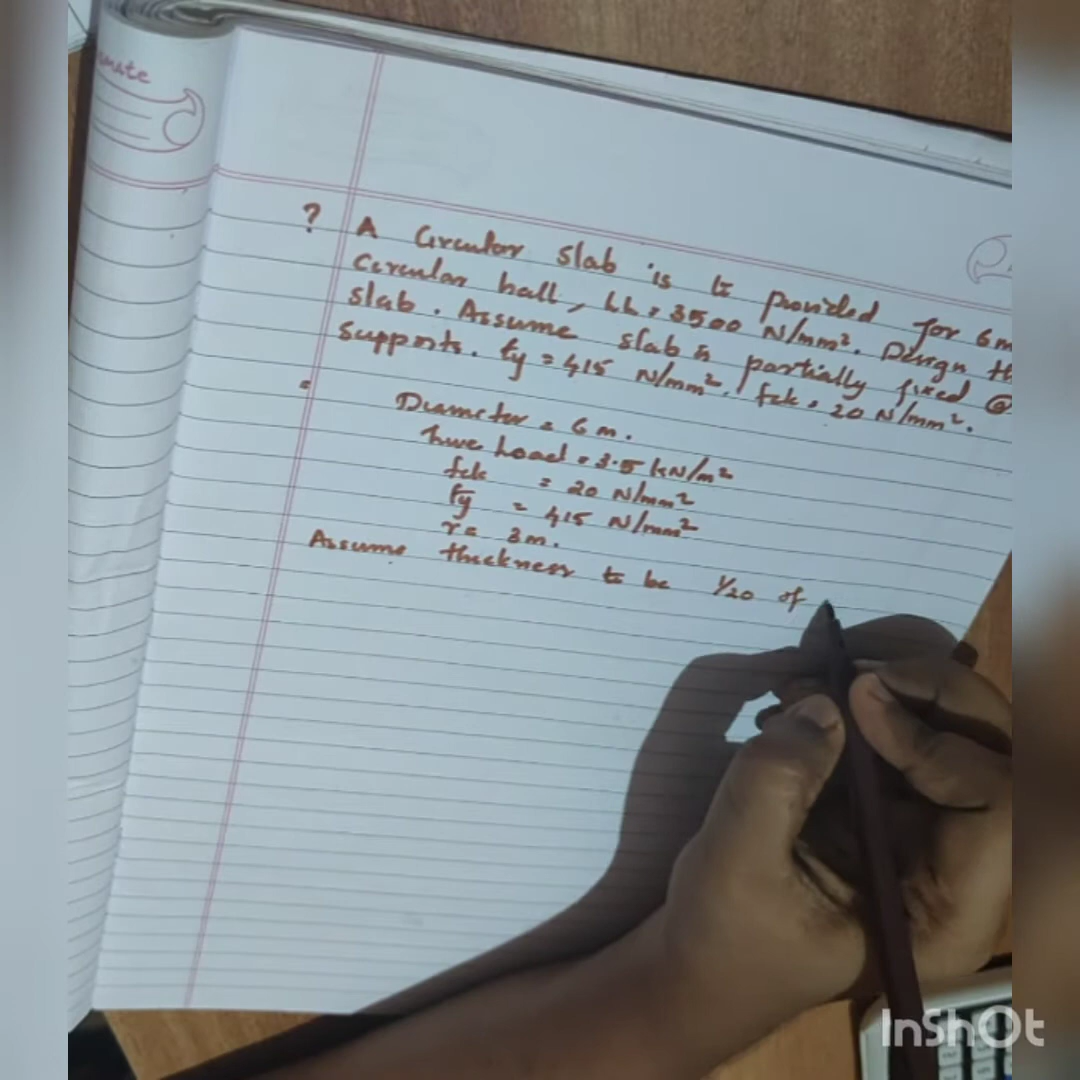 mate
? A Circular slab is to provided for 6m
Circular hall, LL = 3500 N/mm². Design th
slab. Assume slab is partially fixed @
supports. fy = 415 N/mm², fck = 20 N/mm².
Diameter = 6 m.
Live Load = 3.5 kN/m²
fck = 20 N/mm²
fy = 415 N/mm²
r = 3m.
Assume thickness to be 1/20 of
InShOt